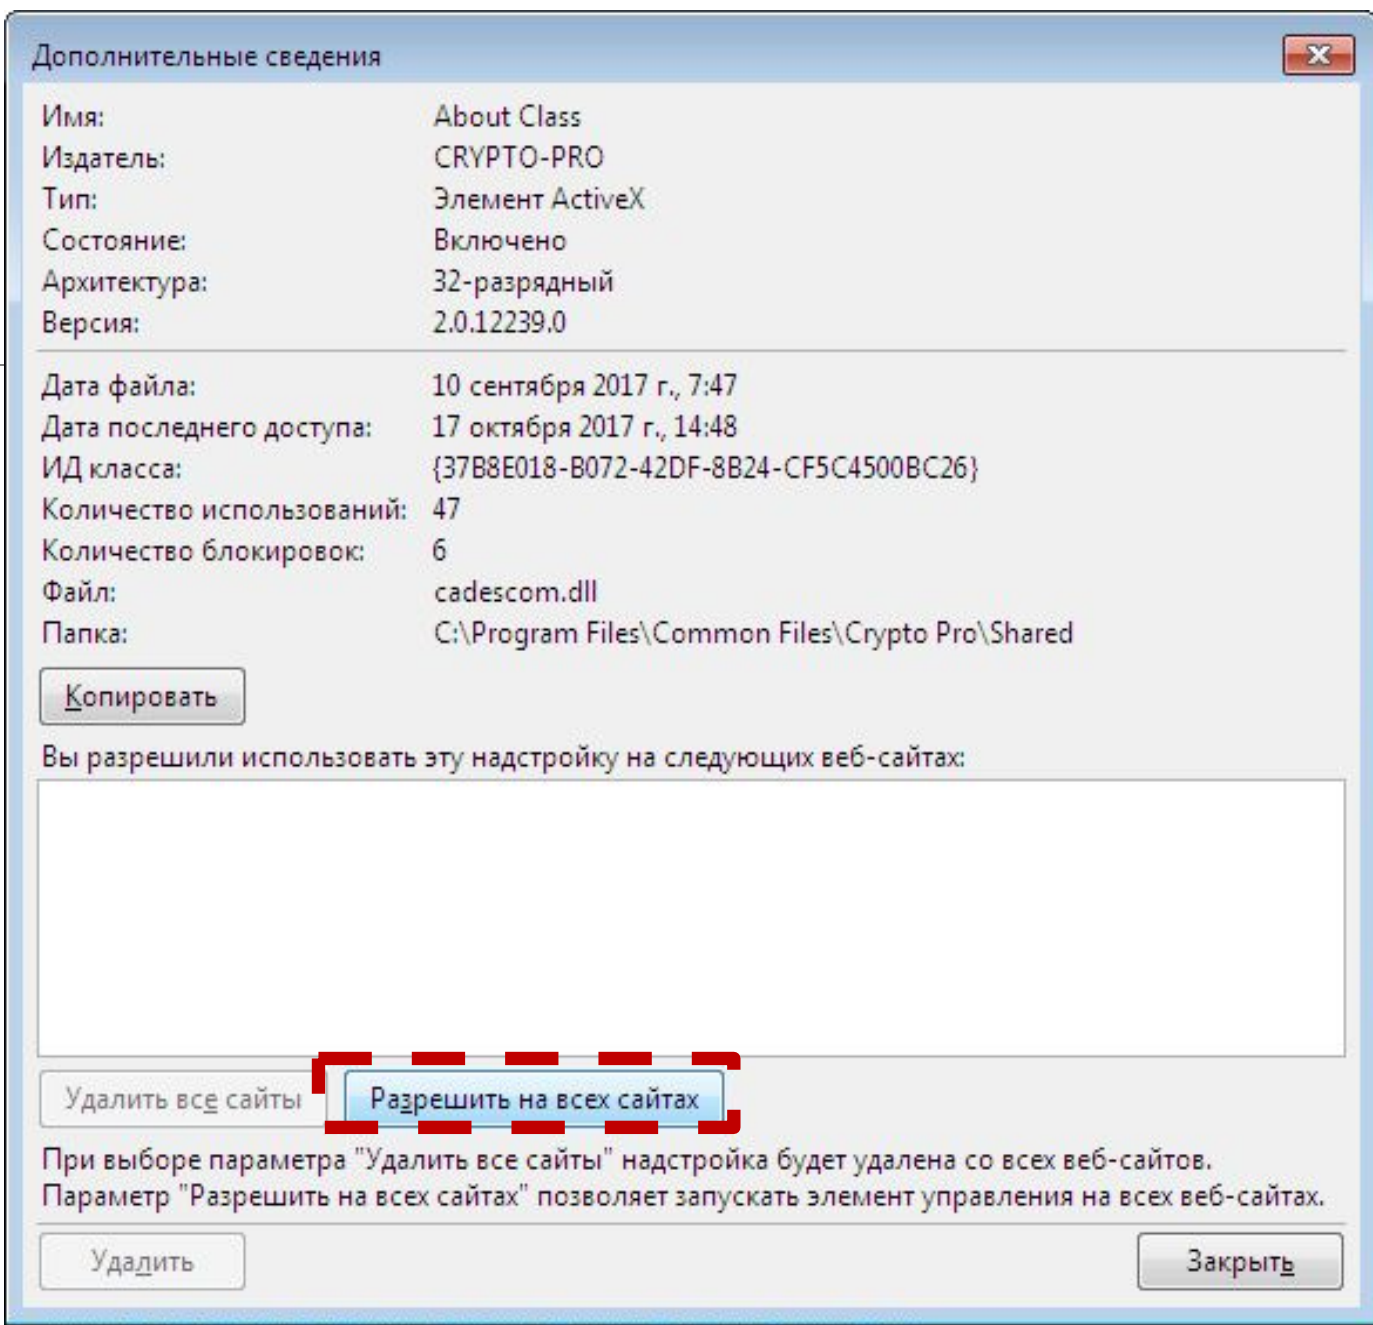 Дополнительные сведения
Имя: About Class
Издатель: CRYPTO-PRO
Тип: Элемент ActiveX
Состояние: Включено
Архитектура: 32-разрядный
Версия: 2.0.12239.0
Дата файла: 10 сентября 2017 г., 7:47
Дата последнего доступа: 17 октября 2017 г., 14:48
ИД класса: {37B8E018-B072-42DF-8B24-CF5C4500BC26}
Количество использований: 47
Количество блокировок: 6
Файл: cadescom.dll
Папка: C:\Program Files\Common Files\Crypto Pro\Shared
Копировать
Вы разрешили использовать эту надстройку на следующих веб-сайтах:
Удалить все сайты Разрешить на всех сайтах
При выборе параметра "Удалить все сайты" надстройка будет удалена со всех веб-сайтов.
Параметр "Разрешить на всех сайтах" позволяет запускать элемент управления на всех веб-сайтах.
Удалить Закрыть